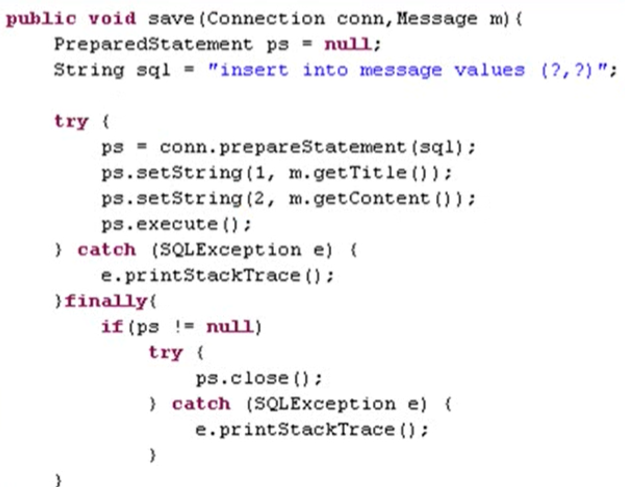 public void save(Connection conn,Message m){
    PreparedStatement ps = null;
    String sql = "insert into message values (?,?)";

    try {
        ps = conn.prepareStatement(sql);
        ps.setString(1, m.getTitle());
        ps.setString(2, m.getContent());
        ps.execute();
    } catch (SQLException e) {
        e.printStackTrace();
    }finally{
        if(ps != null)
            try {
                ps.close();
            } catch (SQLException e) {
                e.printStackTrace();
            }
    }